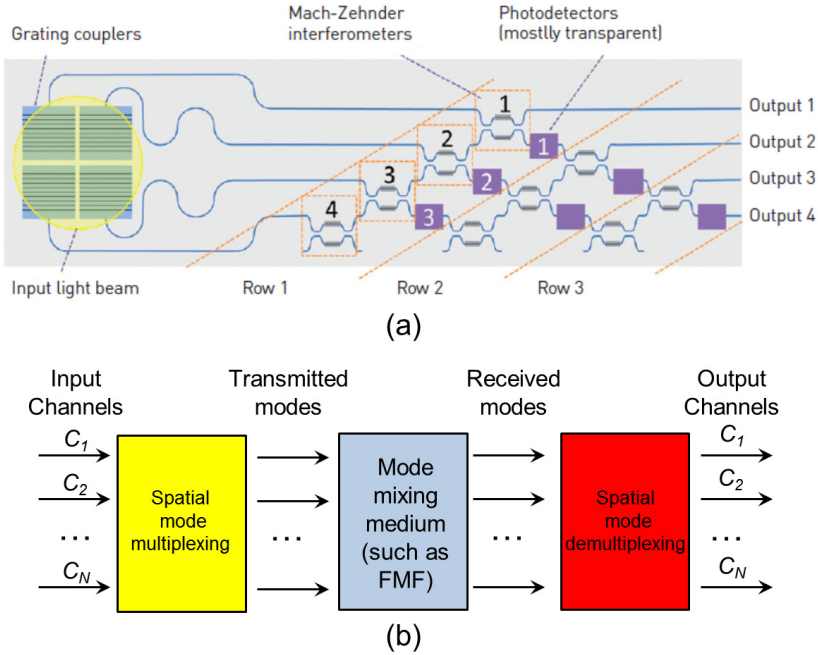 Grating couplers
Mach-Zehnder
interferometers
Photodetectors
(mostlly transparent)
1
Output 1
2
1
Output 2
3
2
Output 3
4
3
Output 4
Input light beam
Row 1
Row 2
Row 3
(a)
Input
Channels
Transmitted
modes
Received
modes
Output
Channels
C1
C2
...
CN
Spatial
mode
multiplexing
...
Mode
mixing
medium
(such as
FMF)
...
Spatial
mode
demultiplexing
C1
C2
...
CN
(b)